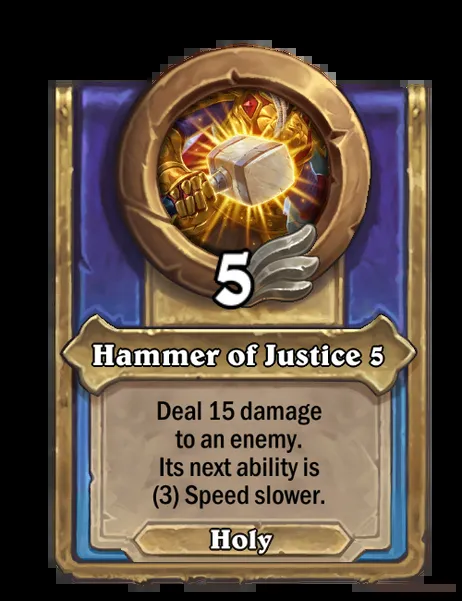 5
Hammer of Justice 5
Deal 15 damage
to an enemy.
Its next ability is
(3) Speed slower.
Holy